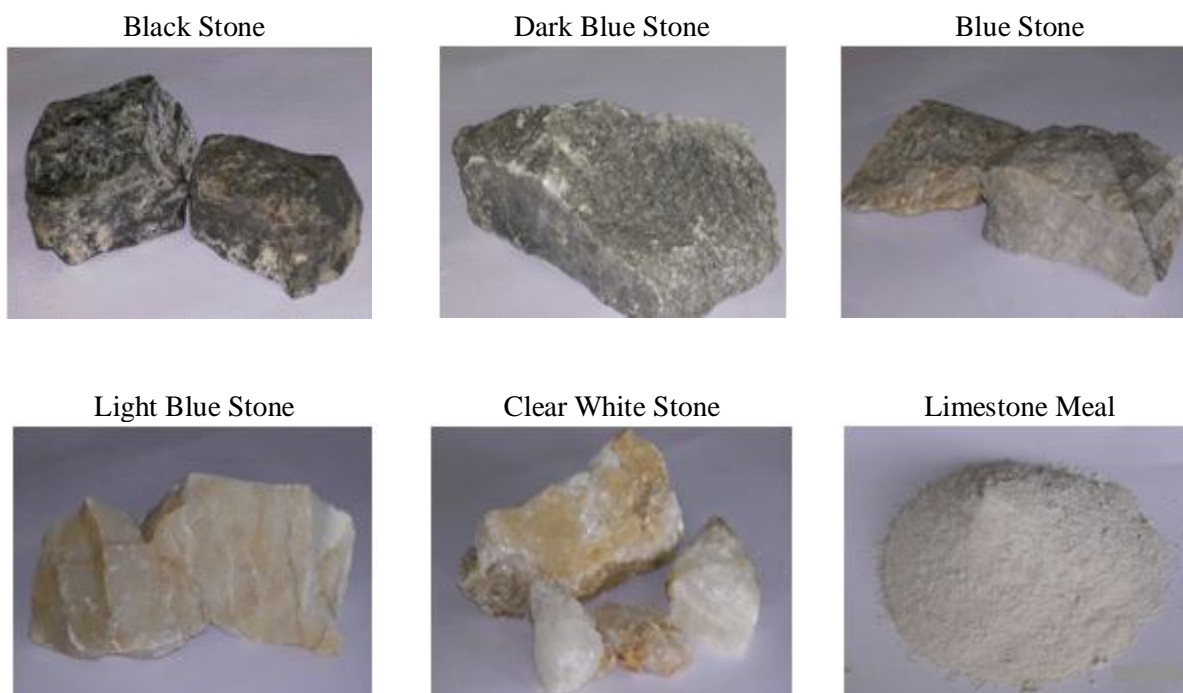 Black Stone
Dark Blue Stone
Blue Stone
Light Blue Stone
Clear White Stone
Limestone Meal